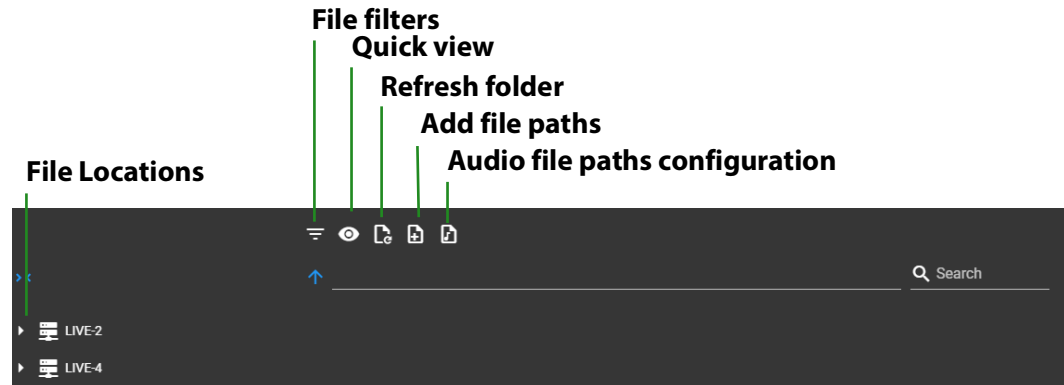 File filters
Quick view
Refresh folder
Add file paths
Audio file paths configuration
File Locations
Search
LIVE-2
LIVE-4